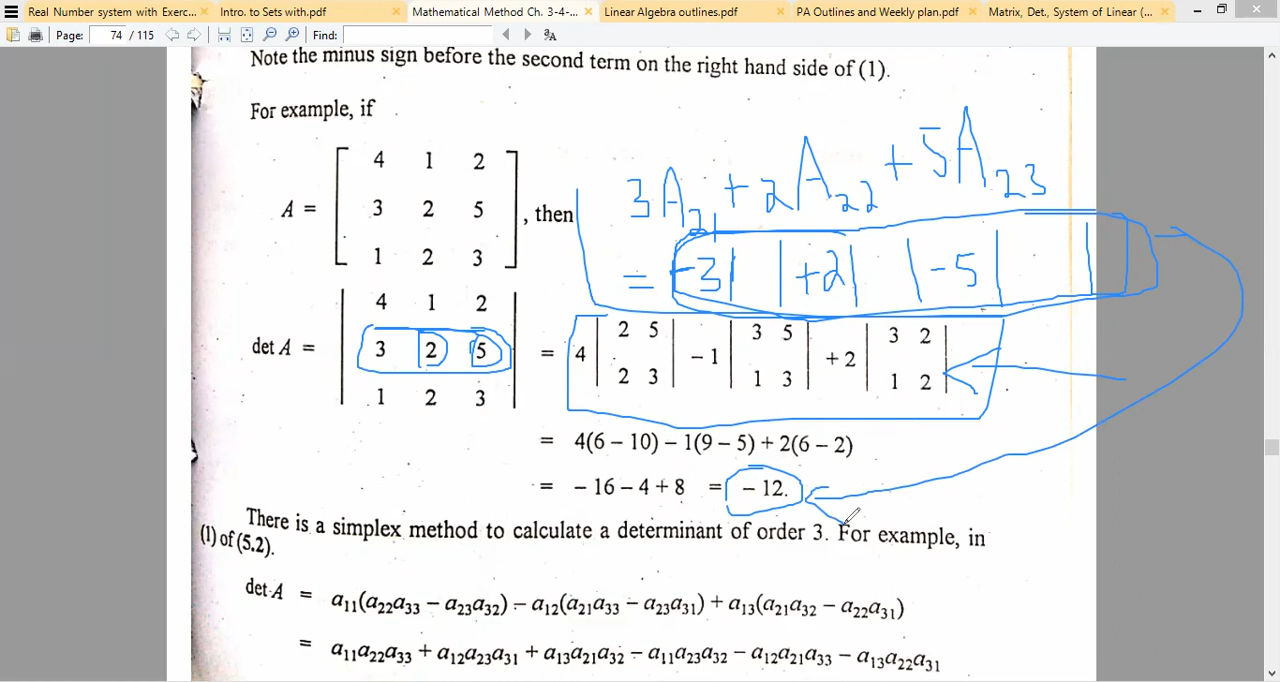 Real Number system with Exerc... Intro. to Sets with.pdf Mathematical Method Ch. 3-4-... Linear Algebra outlines.pdf PA Outlines and Weekly plan.pdf Matrix, Det., System of Linear (...
Page: 74 / 115 Find:
Note the minus sign before the second term on the right hand side of (1).
For example, if
4 1 2
A = 3 2 5 , then
1 2 3
3A21 + 2A22 + 5A23
= -3| | +2| | -5| |
4 1 2
det A = 3 2 5 = 4 | 2 5 2 3 | - 1 | 3 5 1 3 | + 2 | 3 2 1 2 |
1 2 3
= 4(6 – 10) – 1(9 – 5) + 2(6 – 2)
= – 16 – 4 + 8 = – 12.
There is a simplex method to calculate a determinant of order 3. For example, in
(1) of (5.2).
det A = a11(a22a33 – a23a32) – a12(a21a33 – a23a31) + a13(a21a32 – a22a31)
= a11a22a33 + a12a23a31 + a13a21a32 – a11a23a32 – a12a21a33 – a13a22a31